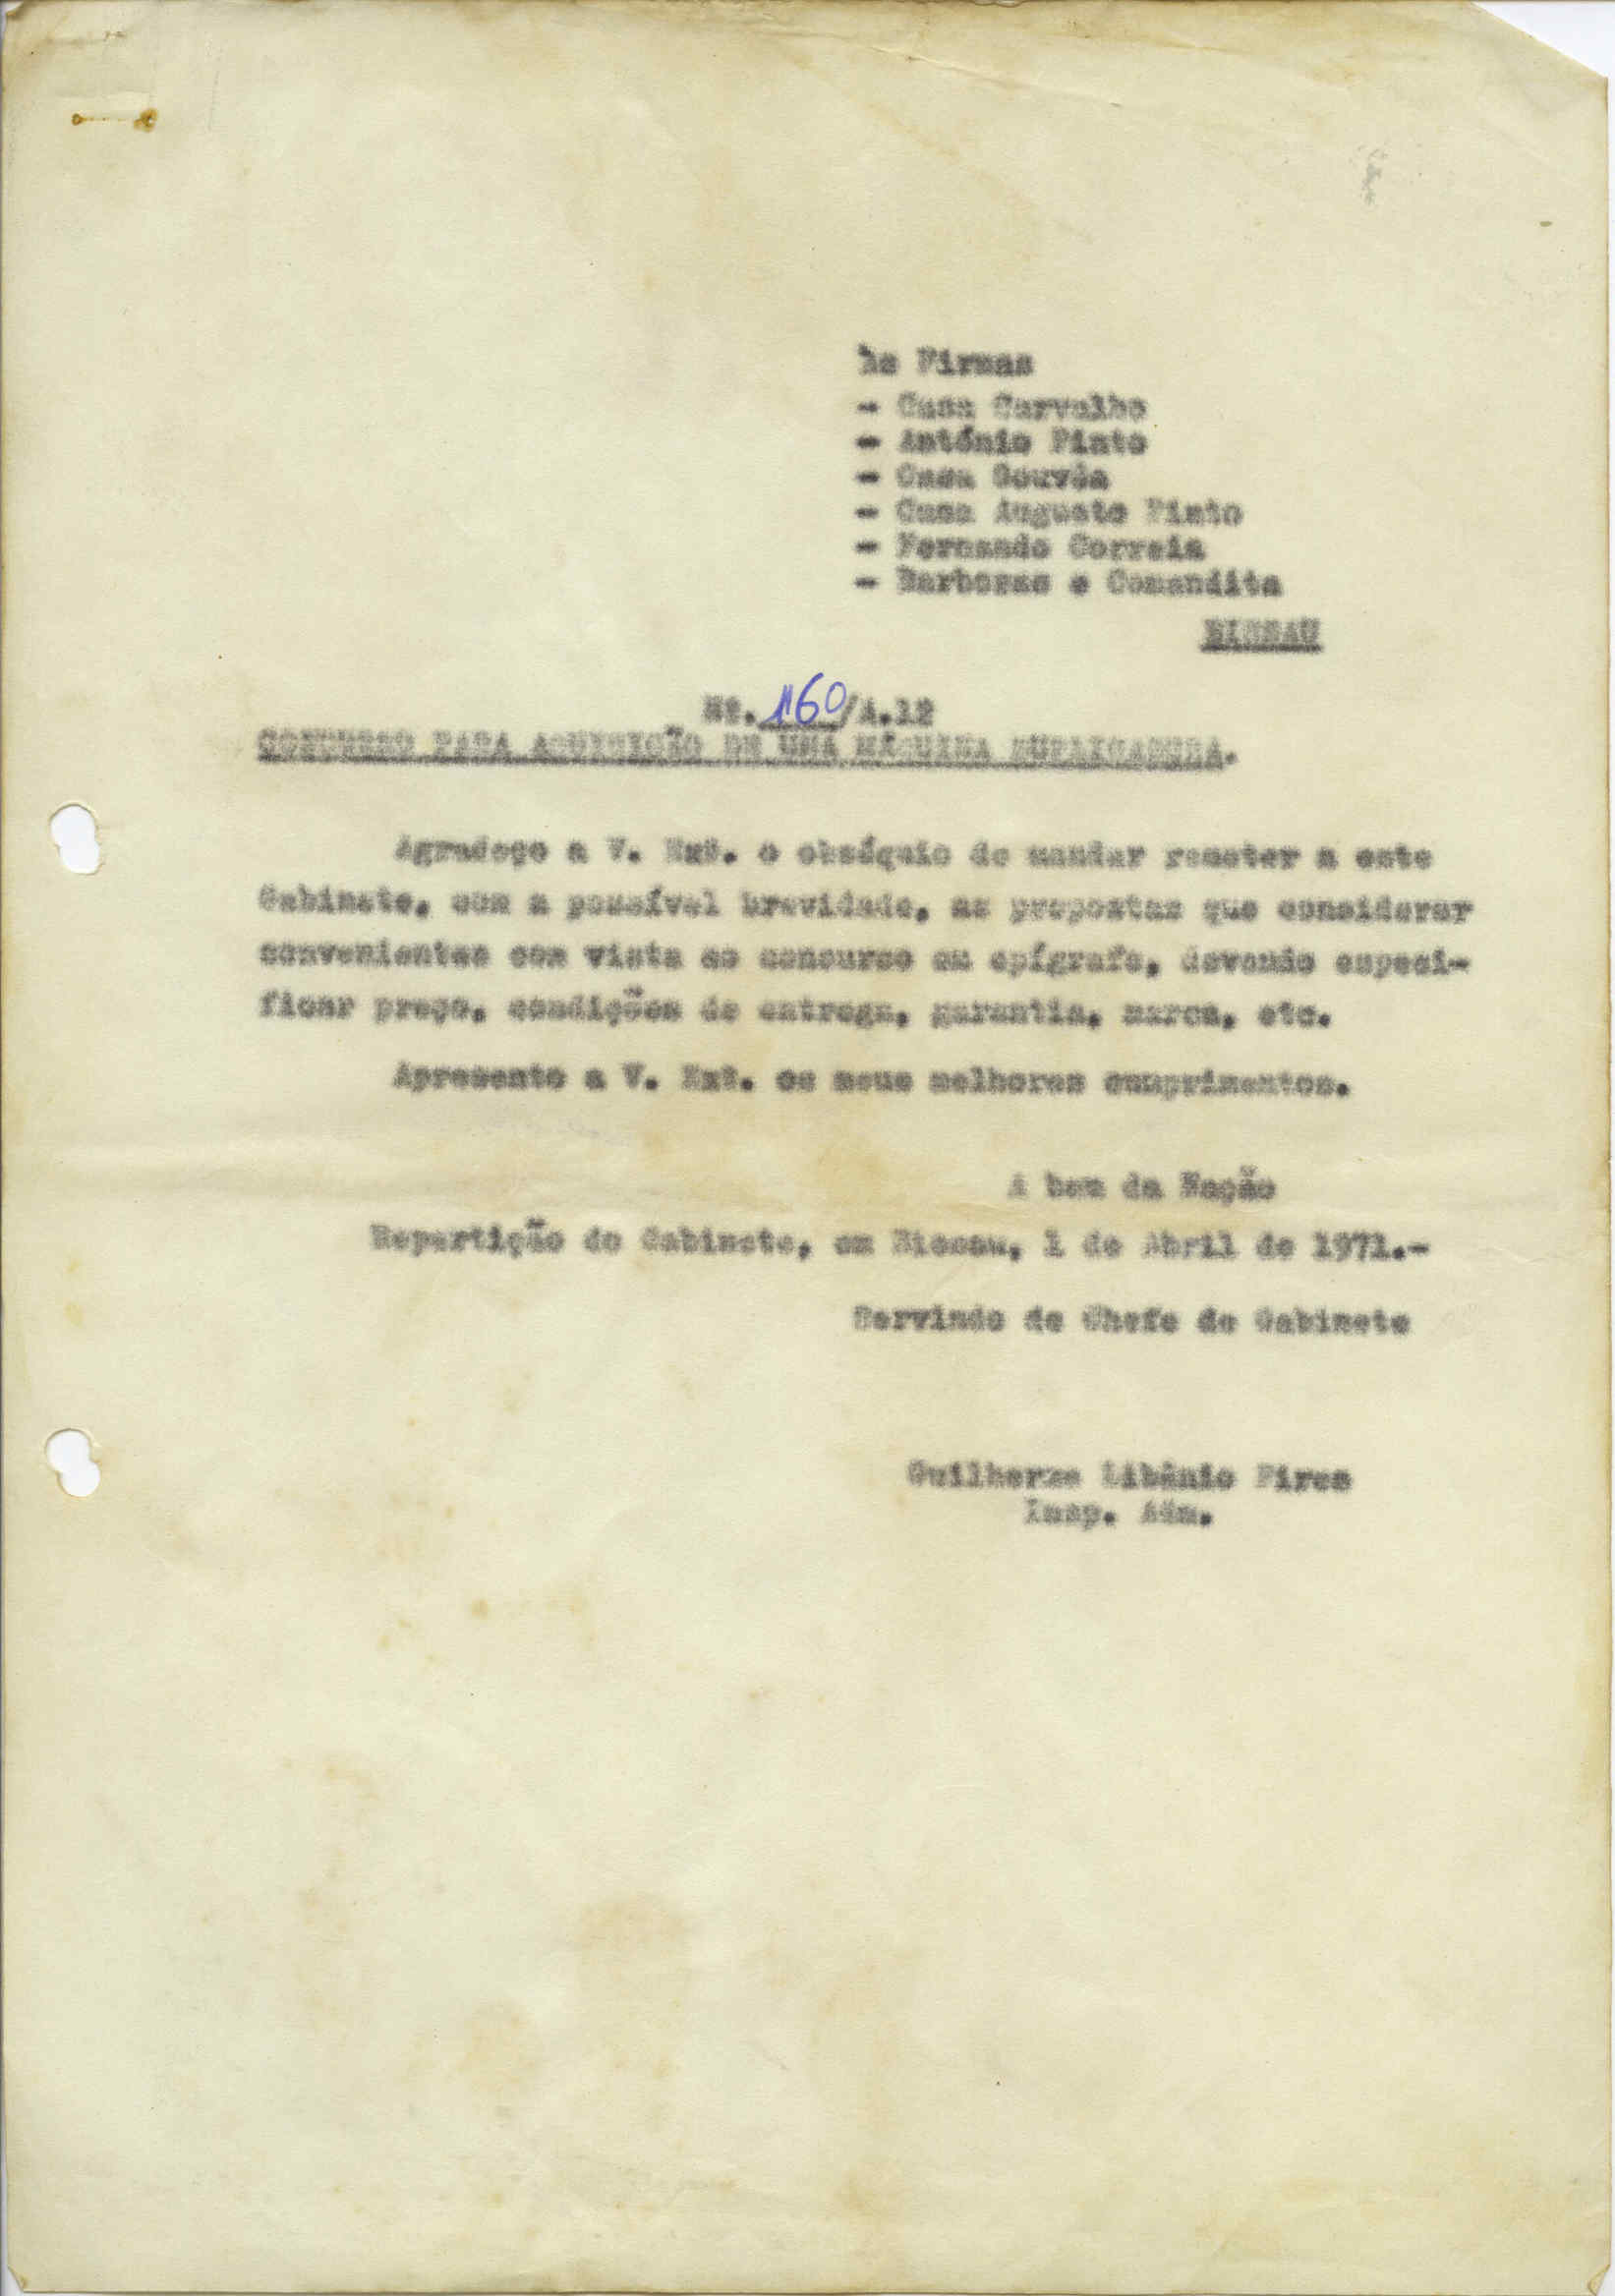 Às Firmas
- Casa Carvalho
- António Pinto
- Casa Gouvêa
- Casa Augusto Pinto
- Fernando Correia
- Barbosas e Comandita
BISSAU
Nº. 1160/A.12
CONCURSO PARA AQUISIÇÃO DE UMA MÁQUINA DUPLICADORA.
Agradeço a V. Exª. o obséquio de mandar remeter a este
Gabinete, com a possível brevidade, as propostas que considerar
convenientes com vista ao concurso em epígrafe, devendo especi-
ficar preço, condições de entrega, garantia, marca, etc.
Apresento a V. Exª. os meus melhores cumprimentos.
A bem da Nação
Repartição do Gabinete, em Bissau, 1 de Abril de 1971.-
Servindo de Chefe do Gabinete
Guilherme Libânio Pires
Insp. Adm.